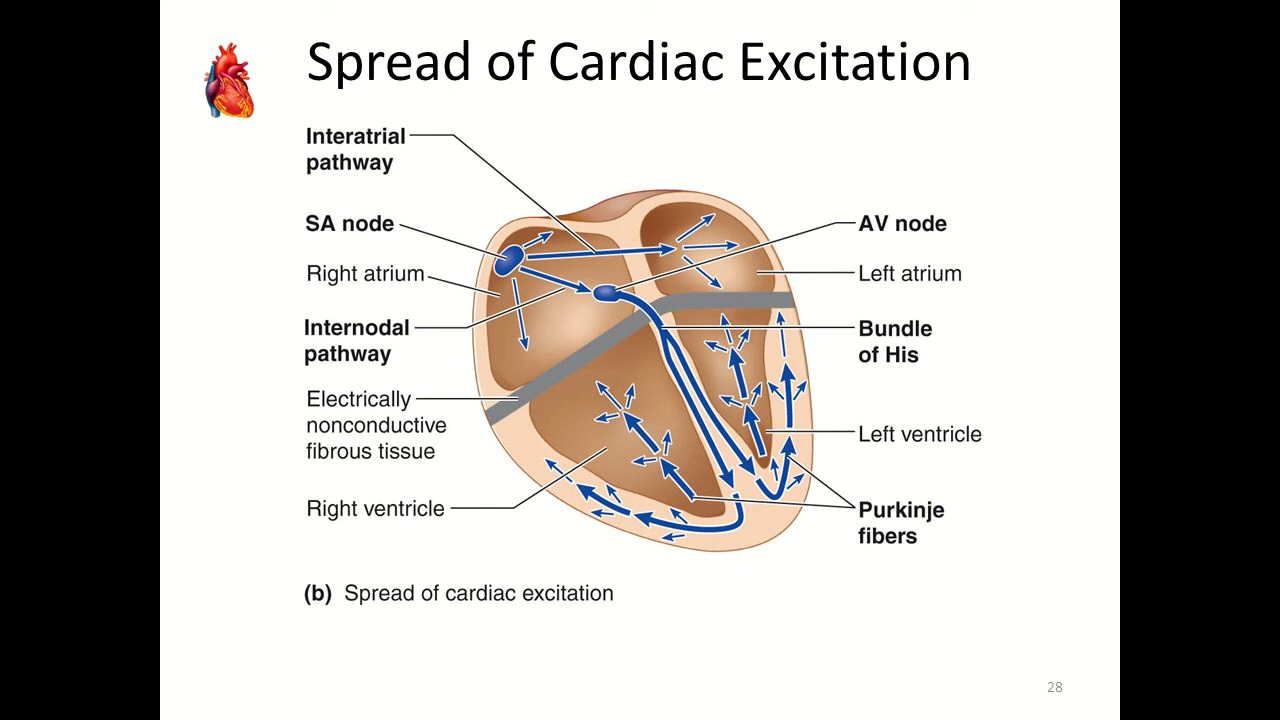 Spread of Cardiac Excitation
Interatrial
pathway
SA node
Right atrium
Internodal
pathway
Electrically
nonconductive
fibrous tissue
Right ventricle
AV node
Left atrium
Bundle
of His
Left ventricle
Purkinje
fibers
(b) Spread of cardiac excitation
28